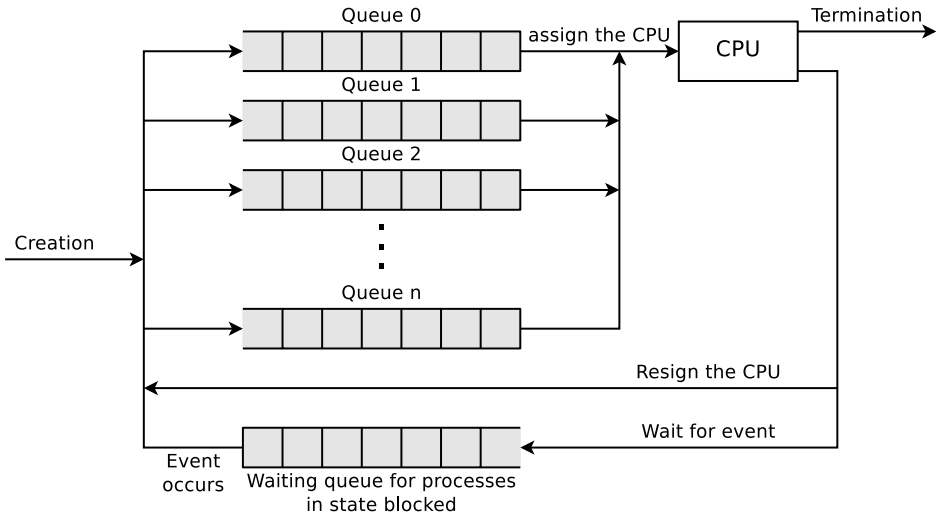 Queue 0
Termination
assign the CPU
CPU
Queue 1
Queue 2
Creation
Queue n
Resign the CPU
Wait for event
Event
occurs
Waiting queue for processes
in state blocked